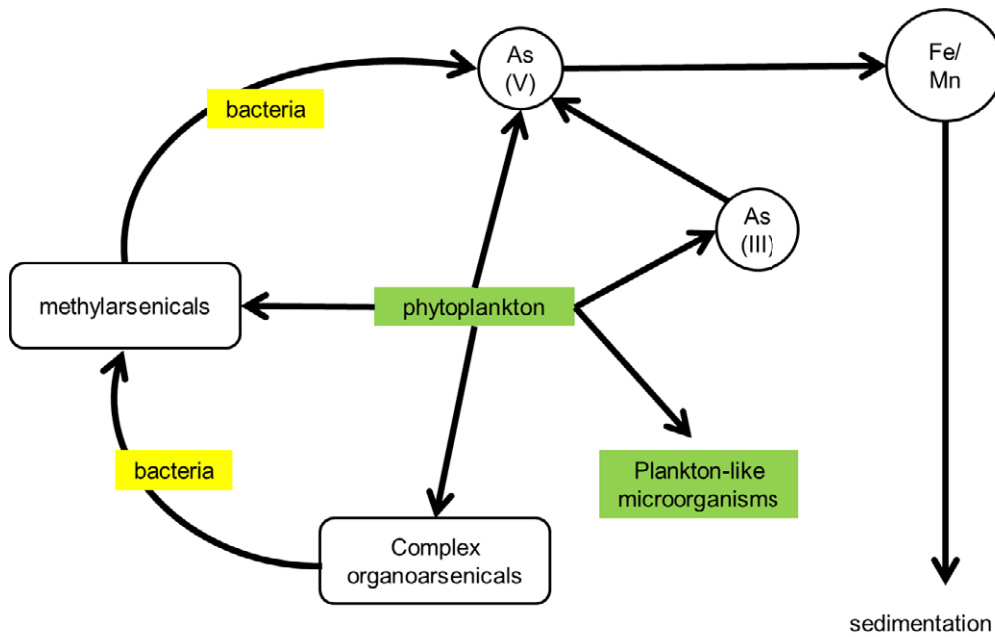 As
(V)
Fe/
Mn
bacteria
As
(III)
methylarsenicals
phytoplankton
bacteria
Plankton-like
microorganisms
Complex
organoarsenicals
sedimentation